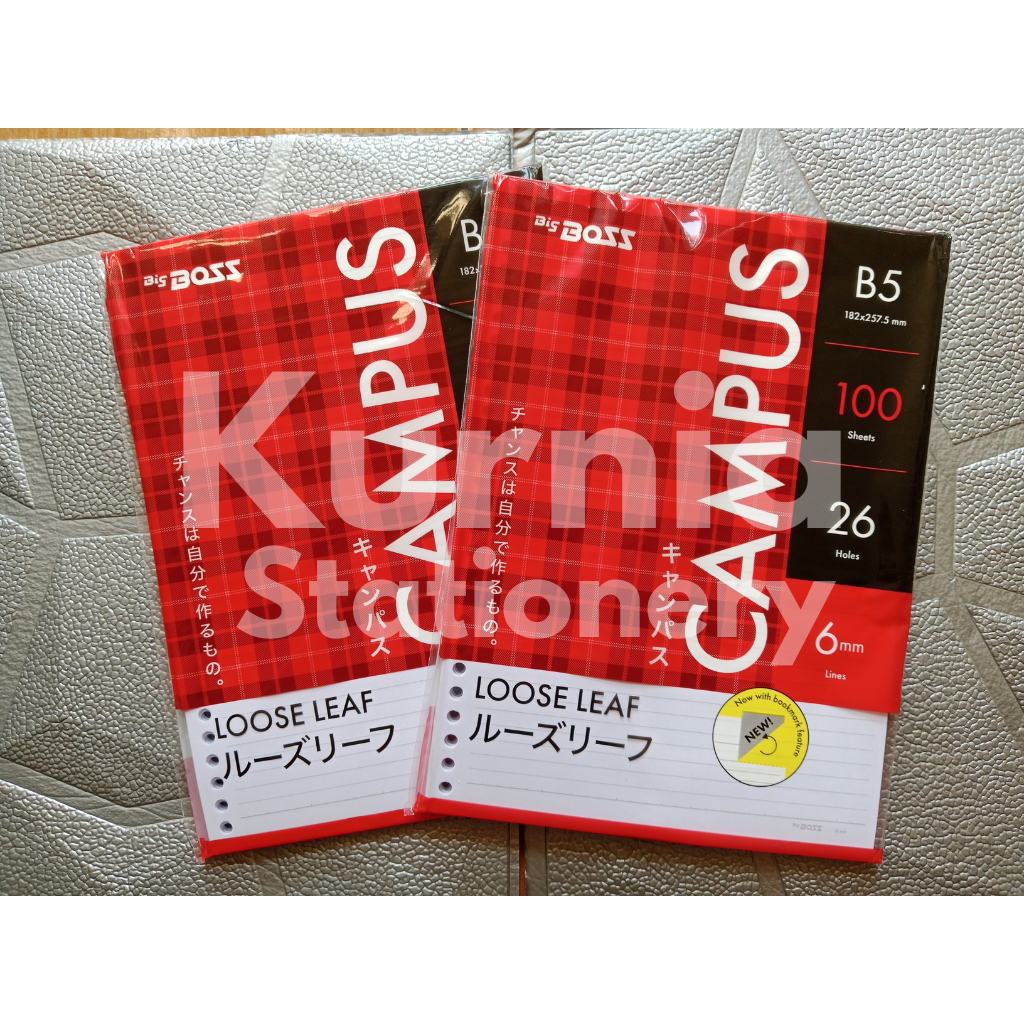 Big BOSS
CAMPUS
キャンパス
チャンスは自分で作るもの。
B
182x
LOOSE LEAF
ルーズリーフ
Big BOSS
CAMPUS
キャンパス
チャンスは自分で作るもの。
B5
182x257.5 mm
100
Sheets
26
Holes
6mm
Lines
LOOSE LEAF
ルーズリーフ
Now with bookmark feature
NEW!
Big BOSS
Kurnia
Stationery